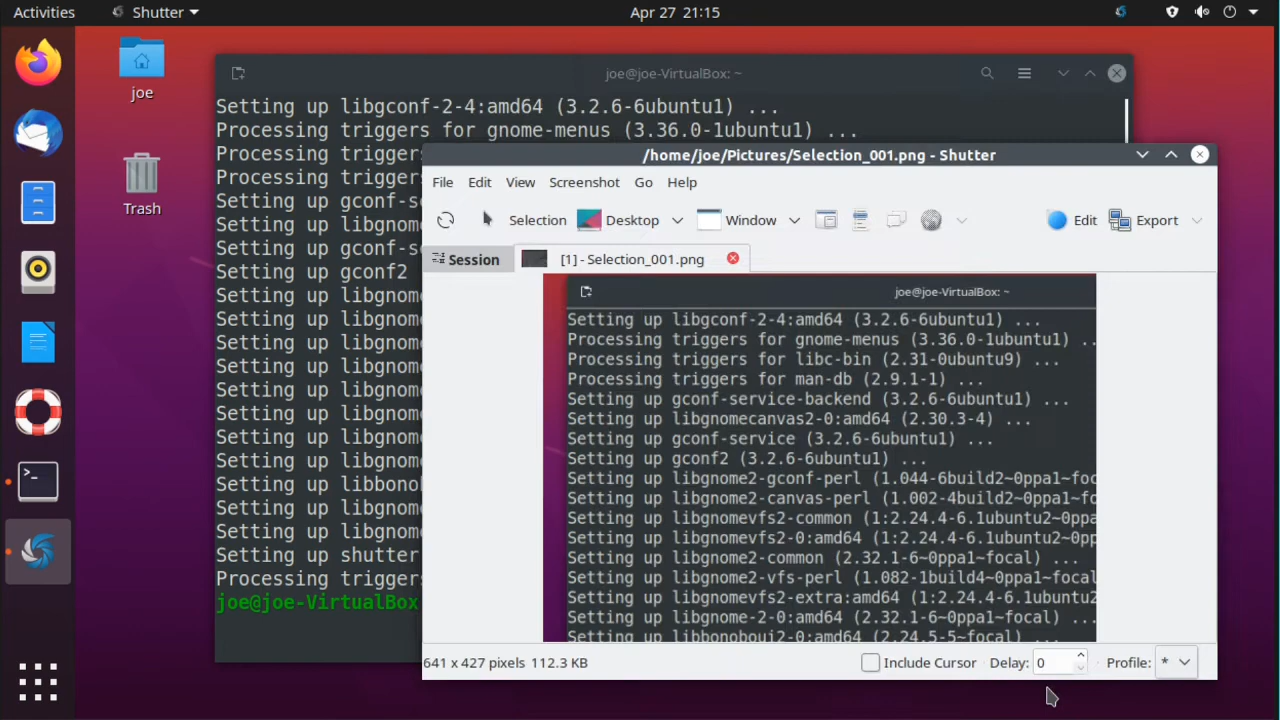 Activities
Shutter
Apr 27 21:15
joe
Trash
joe@joe-VirtualBox: ~
Setting up libgconf-2-4:amd64 (3.2.6-6ubuntu1) ...
Processing triggers for gnome-menus (3.36.0-1ubuntu1) ...
Processing triggers
Processing triggers
Setting up gconf-s
Setting up libgnom
Setting up gconf-s
Setting up gconf2
Setting up libgnom
Setting up libgnom
Setting up libgnom
Setting up libgnom
Setting up libgnom
Setting up libgnom
Setting up libgnom
Setting up libgnom
Setting up libbono
Setting up libgnom
Setting up libgnom
Setting up shutter
Processing triggers
joe@joe-VirtualBox
/home/joe/Pictures/Selection_001.png - Shutter
File Edit View Screenshot Go Help
Selection Desktop Window Edit Export
Session [1] - Selection_001.png
joe@joe-VirtualBox: ~
Setting up libgconf-2-4:amd64 (3.2.6-6ubuntu1) ...
Processing triggers for gnome-menus (3.36.0-1ubuntu1) ..
Processing triggers for libc-bin (2.31-0ubuntu9) ...
Processing triggers for man-db (2.9.1-1) ...
Setting up gconf-service-backend (3.2.6-6ubuntu1) ...
Setting up libgnomecanvas2-0:amd64 (2.30.3-4) ...
Setting up gconf-service (3.2.6-6ubuntu1) ...
Setting up gconf2 (3.2.6-6ubuntu1) ...
Setting up libgnome2-gconf-perl (1.044-6build2~0ppa1~foc
Setting up libgnome2-canvas-perl (1.002-4build2~0ppa1~fo
Setting up libgnomevfs2-common (1:2.24.4-6.1ubuntu2~0ppa
Setting up libgnomevfs2-0:amd64 (1:2.24.4-6.1ubuntu2~0pp
Setting up libgnome2-common (2.32.1-6~0ppa1~focal) ...
Setting up libgnome2-vfs-perl (1.082-1build4~0ppa1~focal
Setting up libgnomevfs2-extra:amd64 (1:2.24.4-6.1ubuntu2
Setting up libgnome-2-0:amd64 (2.32.1-6~0ppa1~focal) ...
Setting up libbonoboui2-0:amd64 (2.24.5-5~focal) ...
641 x 427 pixels 112.3 KB
Include Cursor Delay: 0 Profile: *